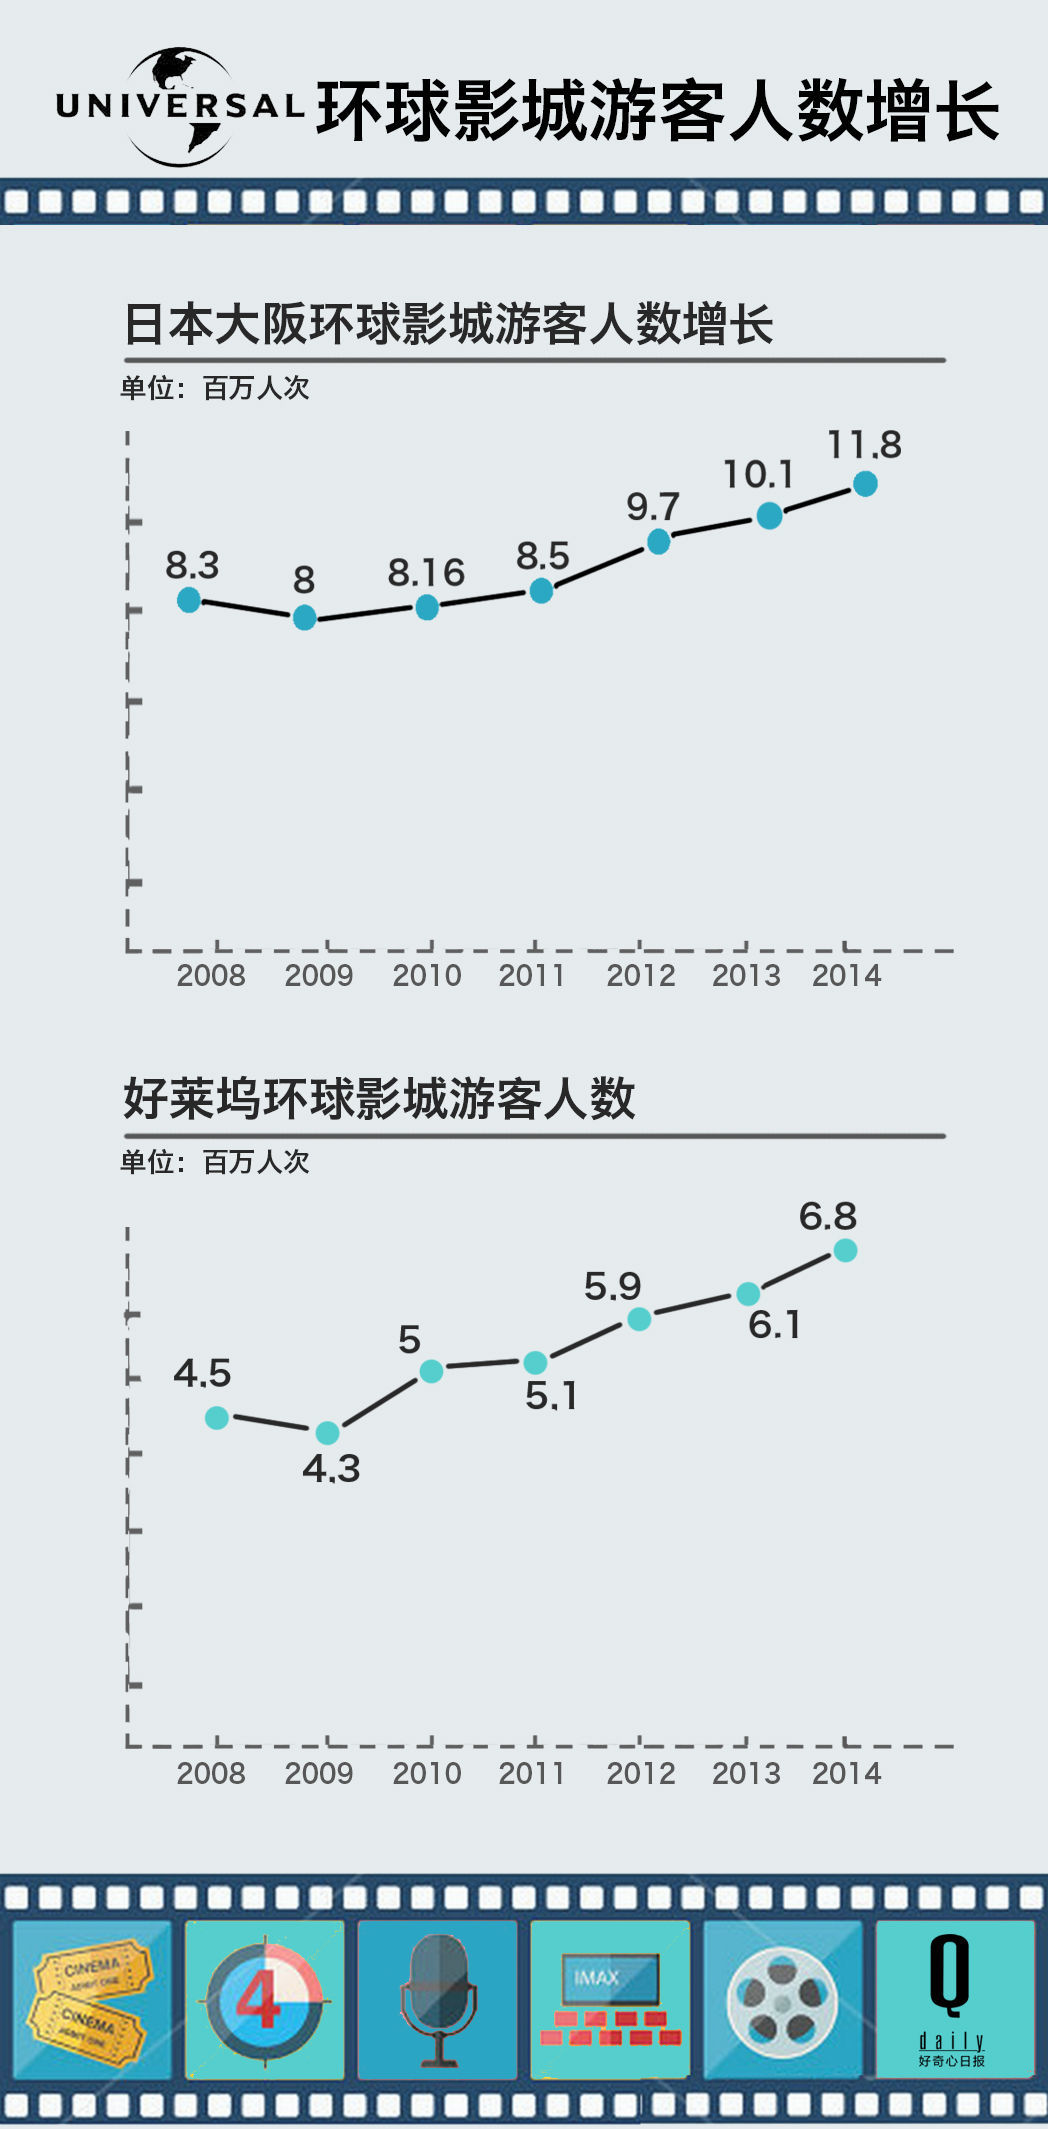 UNIVERSAL 环球影城游客人数增长
日本大阪环球影城游客人数增长
单位：百万人次
8.3 8 8.16 8.5 9.7 10.1 11.8
2008 2009 2010 2011 2012 2013 2014
好莱坞环球影城游客人数
单位：百万人次
4.5 4.3 5 5.1 5.9 6.1 6.8
2008 2009 2010 2011 2012 2013 2014
CINEMA
ADMIT ONE
CINEMA
ADMIT ONE
4
IMAX
Q
daily
好奇心日报